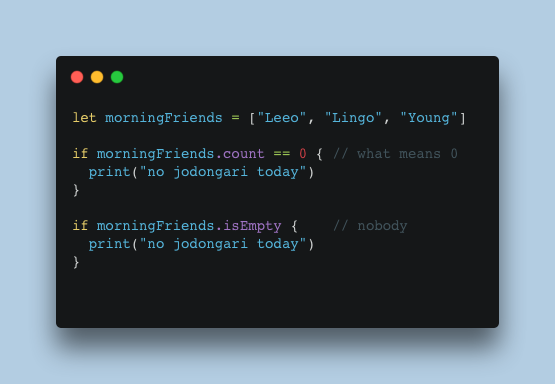 let morningFriends = ["Leeo", "Lingo", "Young"]
if morningFriends.count == 0 { // what means 0
  print("no jodongari today")
}
if morningFriends.isEmpty {    // nobody
  print("no jodongari today")
}